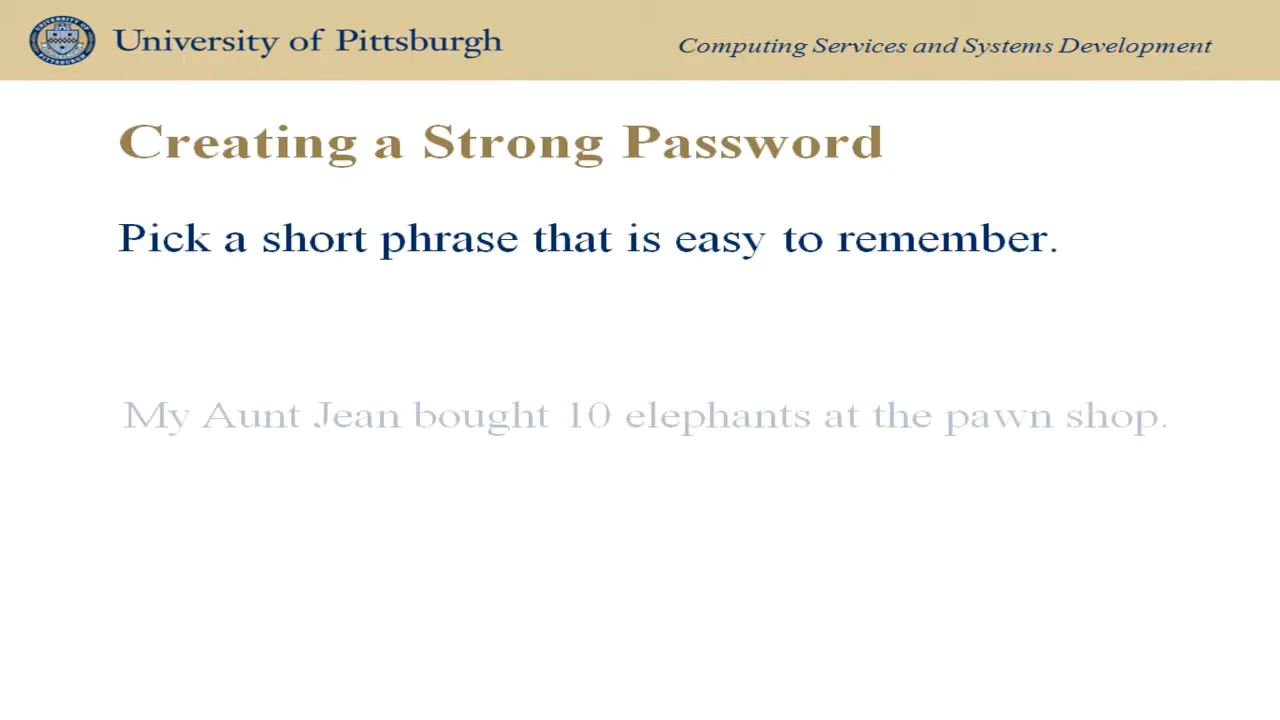 University of Pittsburgh
Computing Services and Systems Development
Creating a Strong Password
Pick a short phrase that is easy to remember.
My Aunt Jean bought 10 elephants at the pawn shop.